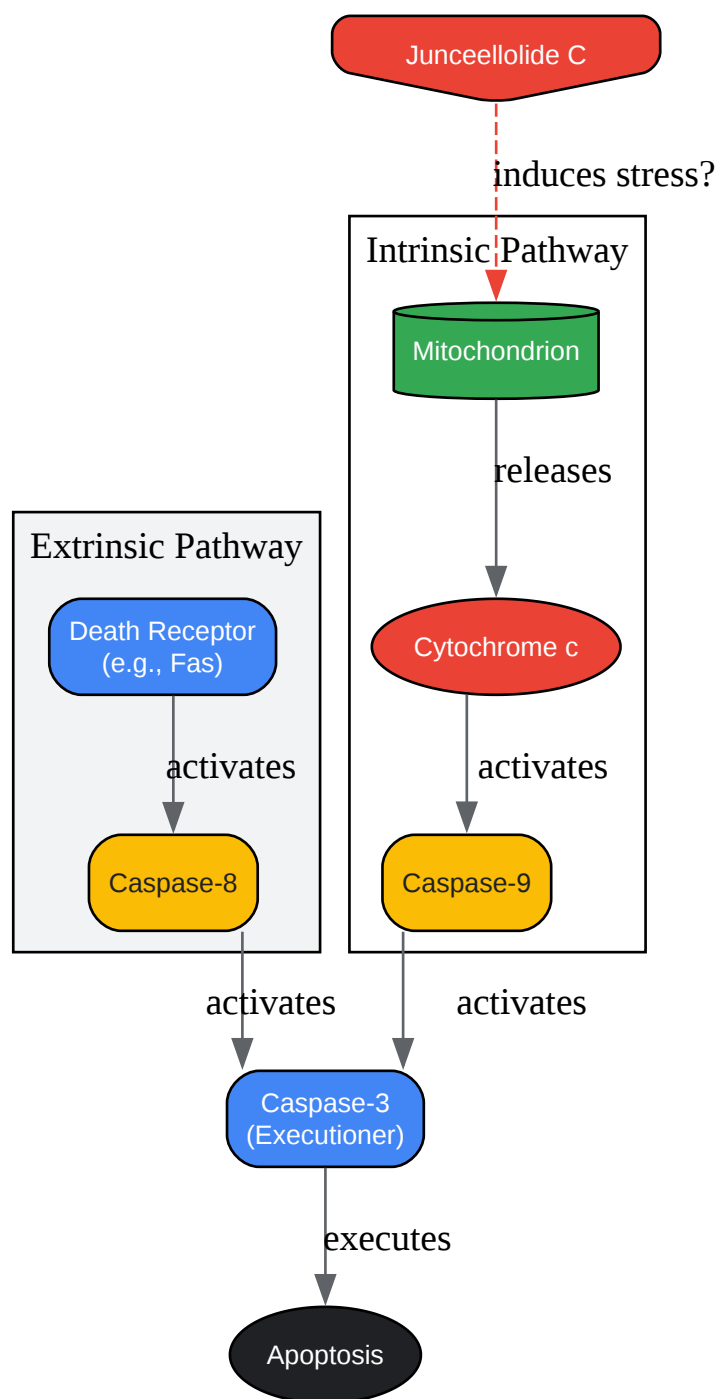 Junceellolide C
induces stress?
Intrinsic Pathway
Mitochondrion
releases
Extrinsic Pathway
Death Receptor
(e.g., Fas)
Cytochrome c
activates
activates
Caspase-8
Caspase-9
activates
activates
Caspase-3
(Executioner)
executes
Apoptosis